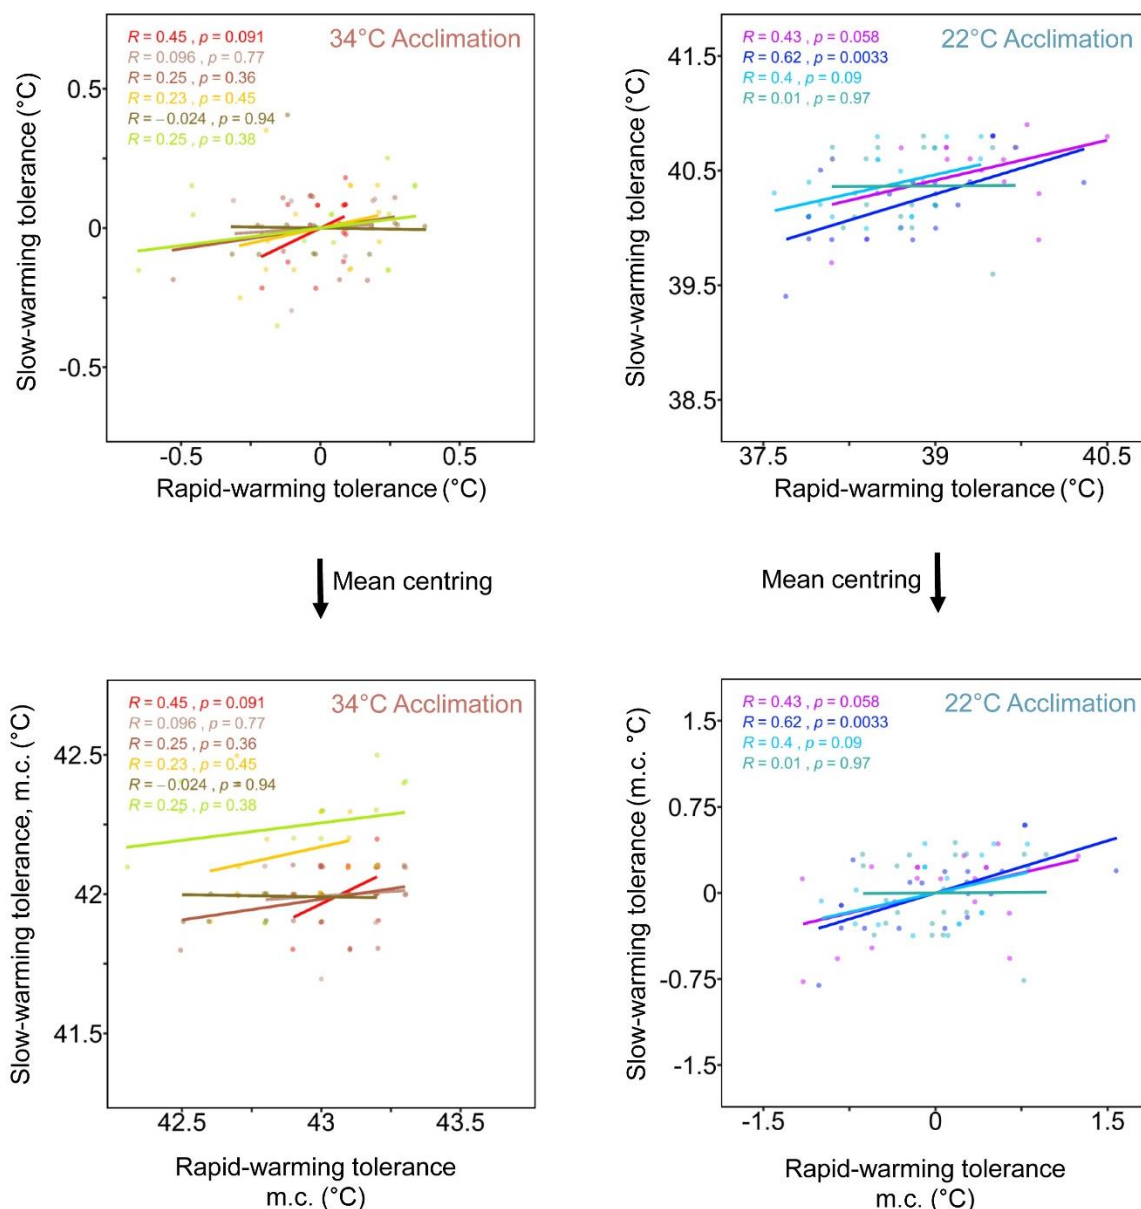 34°C Acclimation
R = 0.45 , p = 0.091
R = 0.096 , p = 0.77
R = 0.25 , p = 0.36
R = 0.23 , p = 0.45
R = −0.024 , p = 0.94
R = 0.25 , p = 0.38
Slow-warming tolerance (°C)
0.5
0
-0.5
-0.5 0 0.5
Rapid-warming tolerance (°C)
22°C Acclimation
R = 0.43 , p = 0.058
R = 0.62 , p = 0.0033
R = 0.4 , p = 0.09
R = 0.01 , p = 0.97
Slow-warming tolerance (°C)
41.5
40.5
39.5
38.5
37.5 39 40.5
Rapid-warming tolerance (°C)
Mean centring
Mean centring
34°C Acclimation
R = 0.45 , p = 0.091
R = 0.096 , p = 0.77
R = 0.25 , p = 0.36
R = 0.23 , p = 0.45
R = −0.024 , p = 0.94
R = 0.25 , p = 0.38
Slow-warming tolerance, m.c. (°C)
42.5
42
41.5
42.5 43 43.5
Rapid-warming tolerance
m.c. (°C)
22°C Acclimation
R = 0.43 , p = 0.058
R = 0.62 , p = 0.0033
R = 0.4 , p = 0.09
R = 0.01 , p = 0.97
Slow-warming tolerance (m.c. °C)
1.5
0.75
0
-0.75
-1.5
-1.5 0 1.5
Rapid-warming tolerance
m.c. (°C)